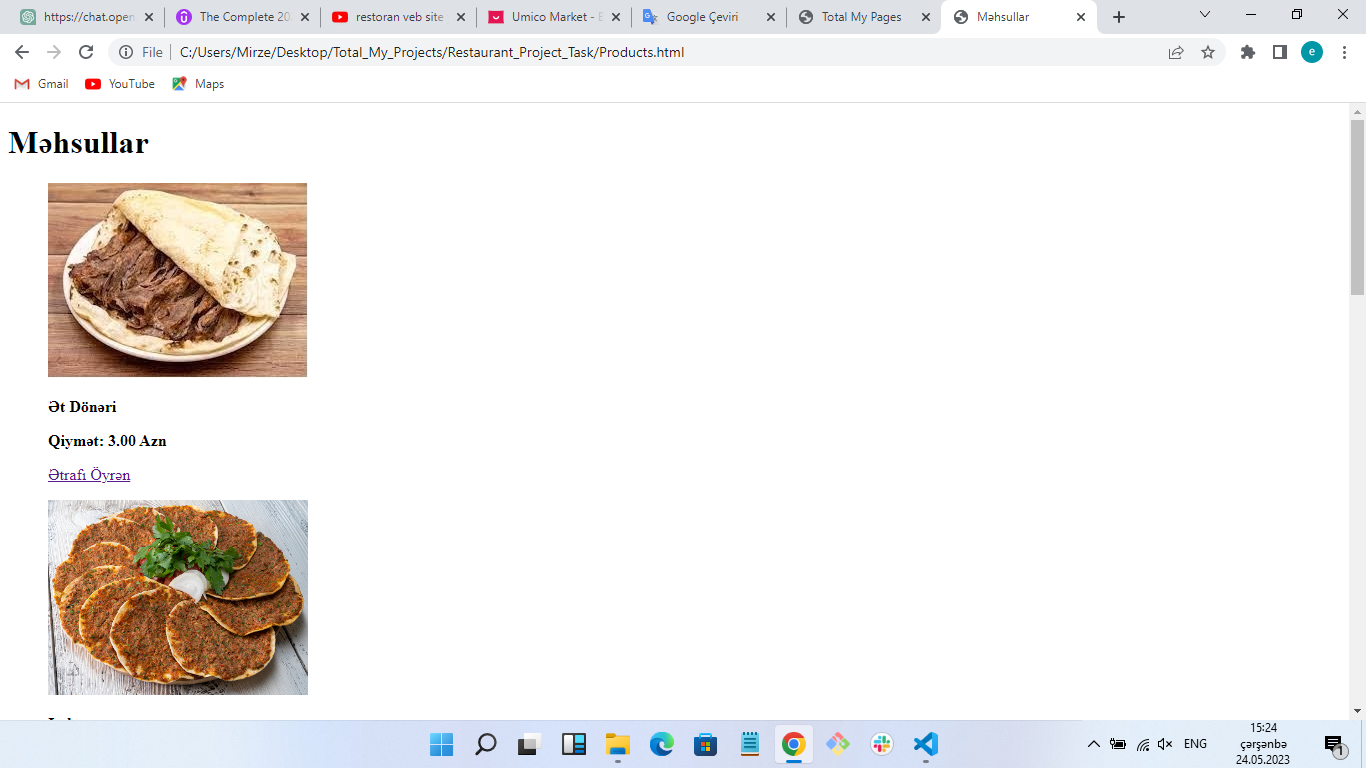 https://chat.open
The Complete 20
restoran veb site
Umico Market - E
Google Çeviri
Total My Pages
Məhsullar
File
C:/Users/Mirze/Desktop/Total_My_Projects/Restaurant_Project_Task/Products.html
e
Gmail
YouTube
Maps
Məhsullar
Ət Dönəri
Qiymət: 3.00 Azn
Ətrafı Öyrən
ENG
15:24
çərşənbə
24.05.2023
1